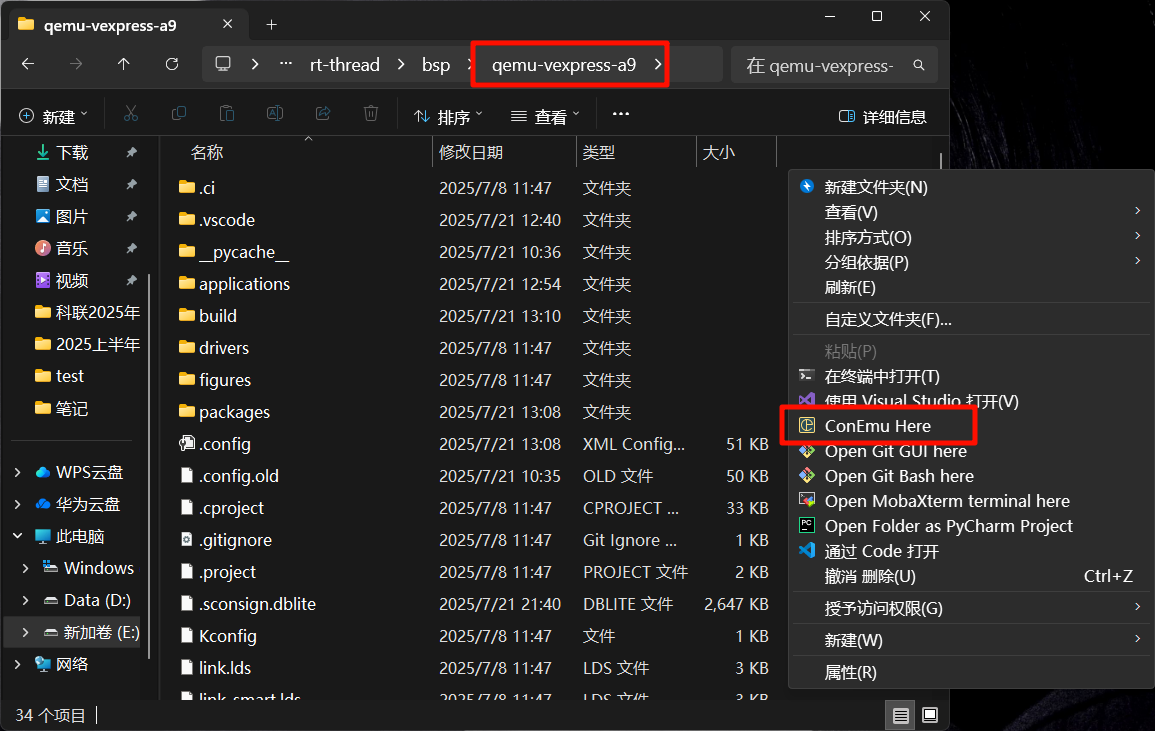 qemu-vexpress-a9
rt-thread bsp qemu-vexpress-a9 在 qemu-vexpress-
新建 排序 查看 ··· 详细信息
下载
文档
图片
音乐
视频
科联2025年
2025上半年
test
笔记
WPS云盘
华为云盘
此电脑
Windows
Data (D:)
新加卷 (E:)
网络
名称 修改日期 类型 大小
.ci 2025/7/8 11:47 文件夹
.vscode 2025/7/21 12:40 文件夹
__pycache__ 2025/7/21 10:36 文件夹
applications 2025/7/21 12:54 文件夹
build 2025/7/21 13:10 文件夹
drivers 2025/7/8 11:47 文件夹
figures 2025/7/8 11:47 文件夹
packages 2025/7/21 13:08 文件夹
.config 2025/7/21 13:08 XML Config... 51 KB
.config.old 2025/7/21 10:35 OLD 文件 50 KB
.cproject 2025/7/8 11:47 CPROJECT ... 33 KB
.gitignore 2025/7/8 11:47 Git Ignore ... 1 KB
.project 2025/7/8 11:47 PROJECT 文件 2 KB
.sconsign.dblite 2025/7/21 21:40 DBLITE 文件 2,647 KB
Kconfig 2025/7/8 11:47 文件 1 KB
link.lds 2025/7/8 11:47 LDS 文件 3 KB
link_smart.lds 2025/7/8 11:47 LDS 文件 3 KB
新建文件夹(N)
查看(V)
排序方式(O)
分组依据(P)
刷新(E)
自定义文件夹(F)...
粘贴(P)
在终端中打开(T)
使用 Visual Studio 打开(V)
ConEmu Here
Open Git GUI here
Open Git Bash here
Open MobaXterm terminal here
PC Open Folder as PyCharm Project
通过 Code 打开
撤消 删除(U) Ctrl+Z
授予访问权限(G)
新建(W)
属性(R)
34 个项目